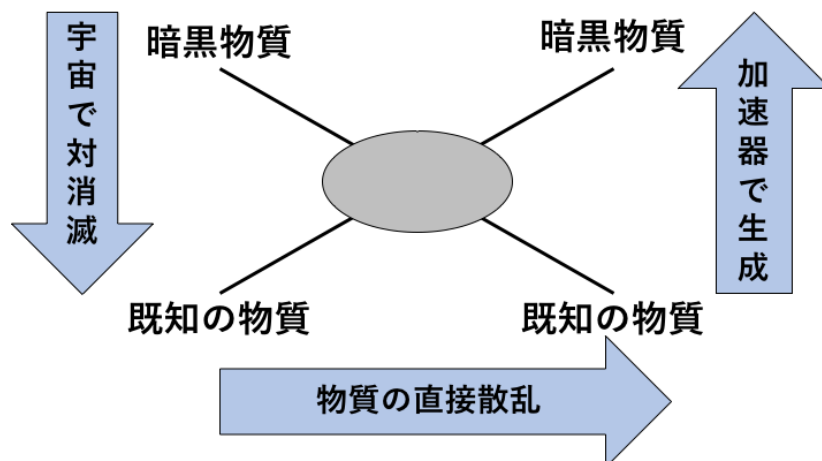 宇宙で対消滅
暗黒物質
暗黒物質
加速器で生成
既知の物質
既知の物質
物質の直接散乱